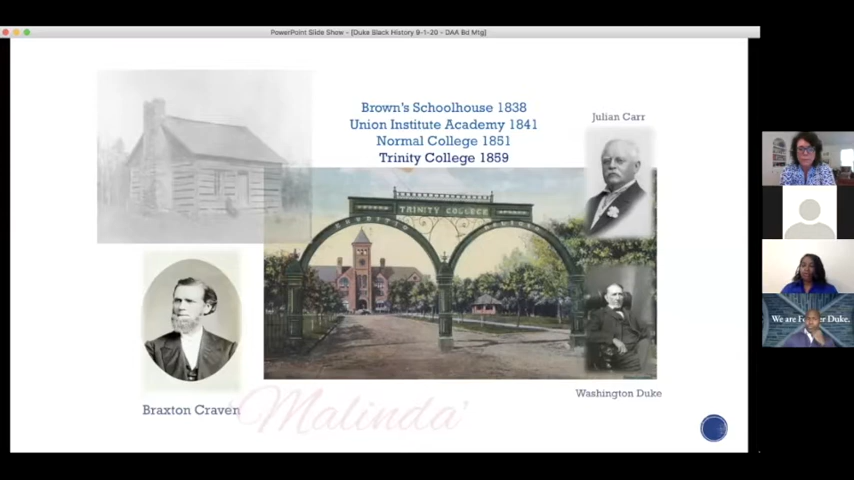 PowerPoint Slide Show - [Duke Black History 9-1-20 - DAA Bd Mtg]
Brown's Schoolhouse 1838
Union Institute Academy 1841
Normal College 1851
Trinity College 1859
Julian Carr
TRINITY COLLEGE
ERUDITIO
RELIGIO
We are F er Duke.
Washington Duke
Braxton Craven
"Malinda"